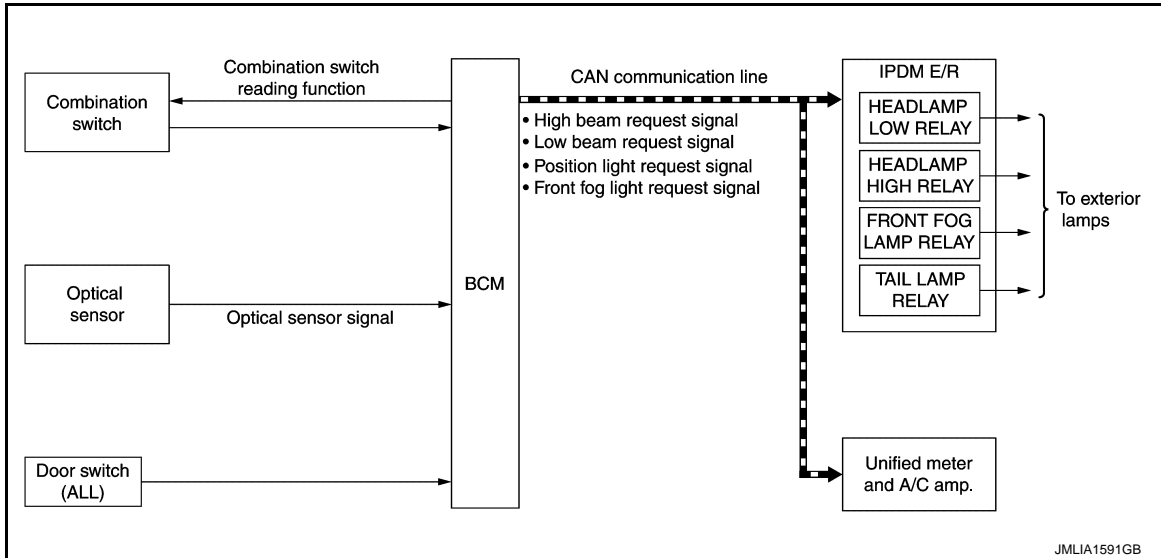 Combination
switch
Combination switch
reading function
Optical
sensor
Optical sensor signal
Door switch
(ALL)
BCM
CAN communication line
• High beam request signal
• Low beam request signal
• Position light request signal
• Front fog light request signal
IPDM E/R
HEADLAMP
LOW RELAY
HEADLAMP
HIGH RELAY
FRONT FOG
LAMP RELAY
TAIL LAMP
RELAY
To exterior
lamps
Unified meter
and A/C amp.
JMLIA1591GB